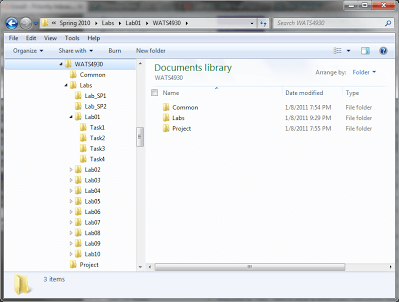 « Spring 2010 ▸ Labs ▸ Lab01 ▸ WATS4930 ▸
Search WATS4930
File Edit View Tools Help
Organize Share with Burn New folder
WATS4930
Common
Labs
Lab_SP1
Lab_SP2
Lab01
Task1
Task2
Task3
Task4
Lab02
Lab03
Lab04
Lab05
Lab06
Lab07
Lab08
Lab09
Lab10
Project
Documents library
WATS4930
Arrange by: Folder
Name Date modified Type
Common 1/8/2011 7:54 PM File folder
Labs 1/8/2011 9:29 PM File folder
Project 1/8/2011 7:55 PM File folder
3 items